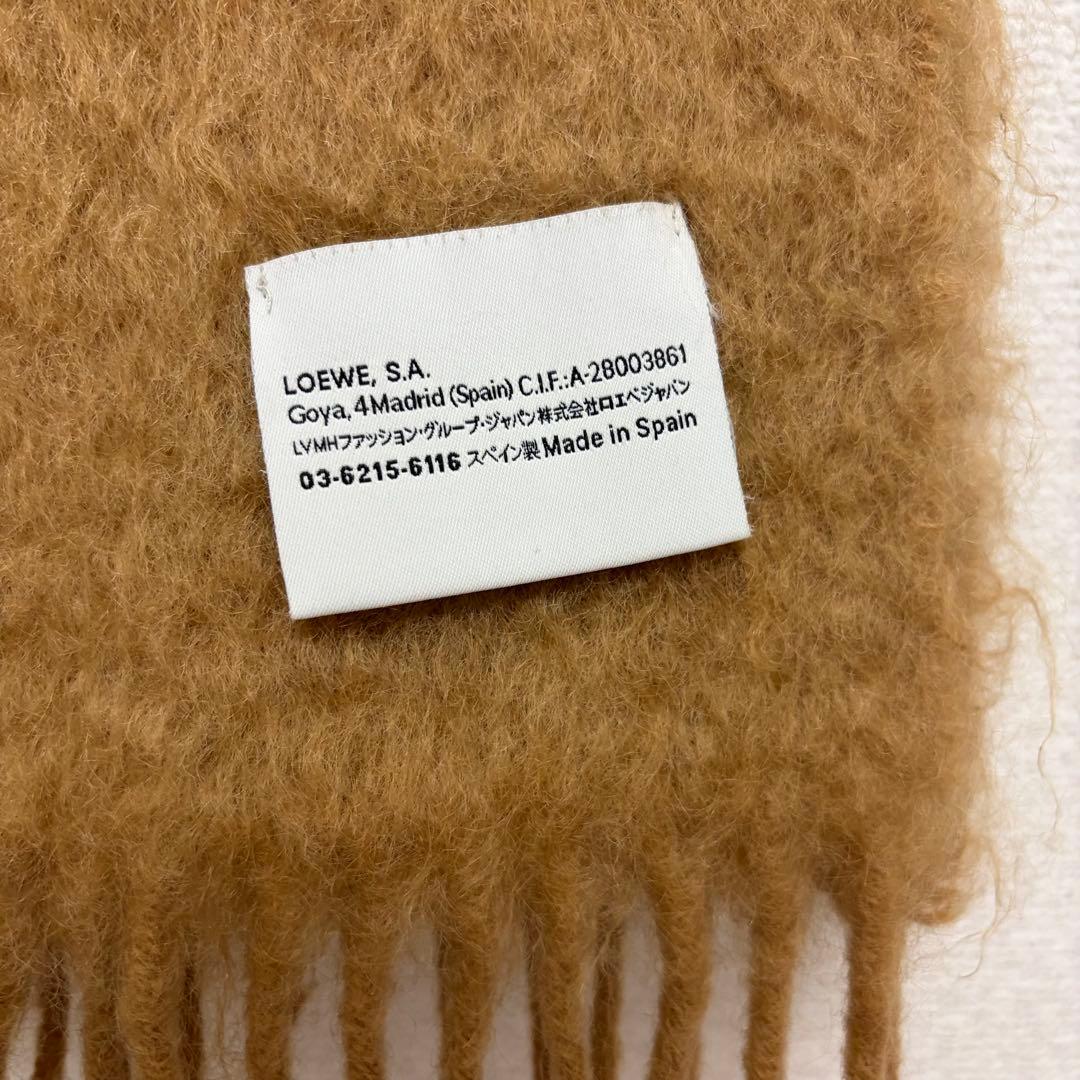 LOEWE, S.A.
Goya, 4 Madrid (Spain) C.I.F.:A-28003861
LVMHファッション・グループ・ジャパン株式会社ロエベジャパン
03-6215-6116 スペイン製 Made in Spain